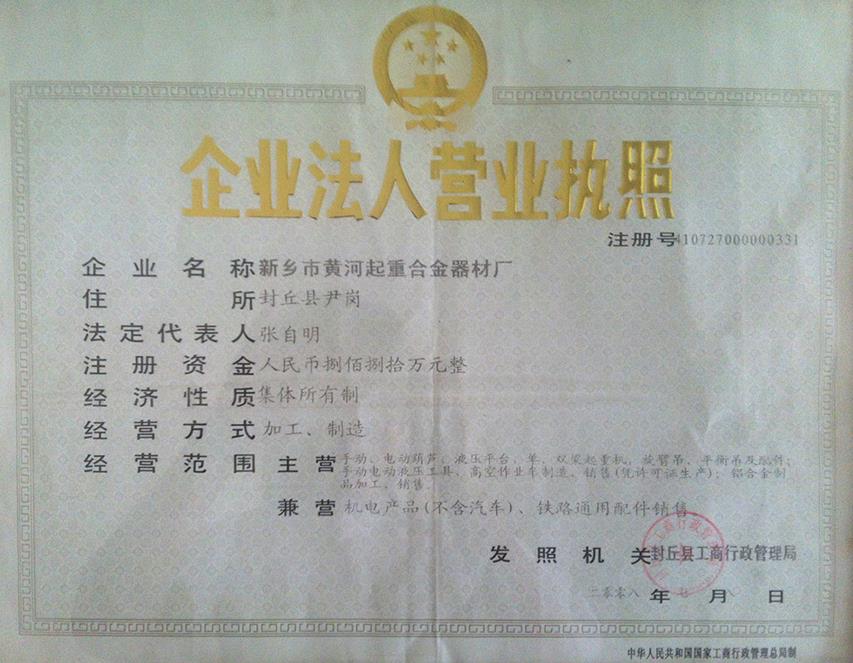 企业法人营业执照
注册号410727000000331
企业名称 新乡市黄河起重合金器材厂
住所 封丘县尹岗
法定代表人 张自明
注册资金 人民币捌佰捌拾万元整
经济性质 集体所有制
经营方式 加工、制造
经营范围 主营 手动、电动葫芦、液压平台、单、双梁起重机、旋臂吊、平衡吊及配件;
手动电动液压工具、高空作业车制造、销售(凭许可证生产);铝合金制
品加工、销售.
兼营 机电产品(不含汽车)、铁路通用配件销售
发照机关 封丘县工商行政管理局
二零零八年七月 日
中华人民共和国国家工商行政管理总局制